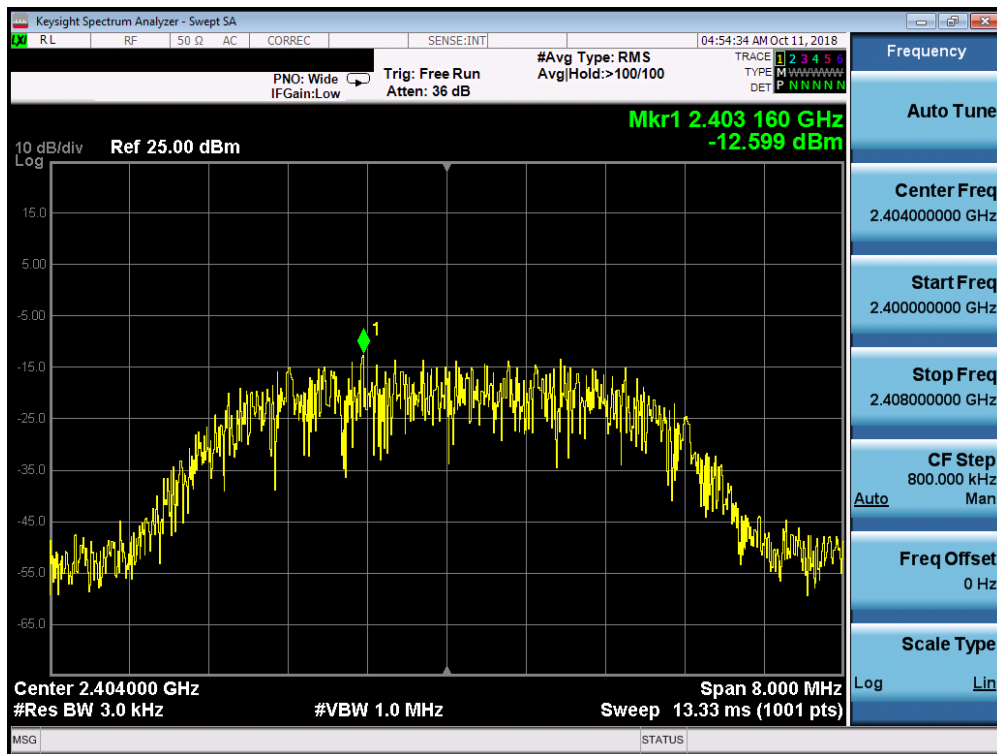 Keysight Spectrum Analyzer - Swept SA
LXI RL RF 50 Ω AC CORREC SENSE:INT 04:54:34 AM Oct 11, 2018
Frequency
PNO: Wide
IFGain:Low
Trig: Free Run
Atten: 36 dB
#Avg Type: RMS
Avg|Hold:>100/100
TRACE 1 2 3 4 5 6
TYPE M WWWWW
DET P N N N N N
Auto Tune
Mkr1 2.403 160 GHz
-12.599 dBm
10 dB/div Ref 25.00 dBm
Log
15.0
5.00
-5.00
-15.0
-25.0
-35.0
-45.0
-55.0
-65.0
1
Center Freq
2.404000000 GHz
Start Freq
2.400000000 GHz
Stop Freq
2.408000000 GHz
CF Step
800.000 kHz
Auto Man
Freq Offset
0 Hz
Scale Type
Log Lin
Center 2.404000 GHz Span 8.000 MHz
#Res BW 3.0 kHz #VBW 1.0 MHz Sweep 13.33 ms (1001 pts)
MSG STATUS